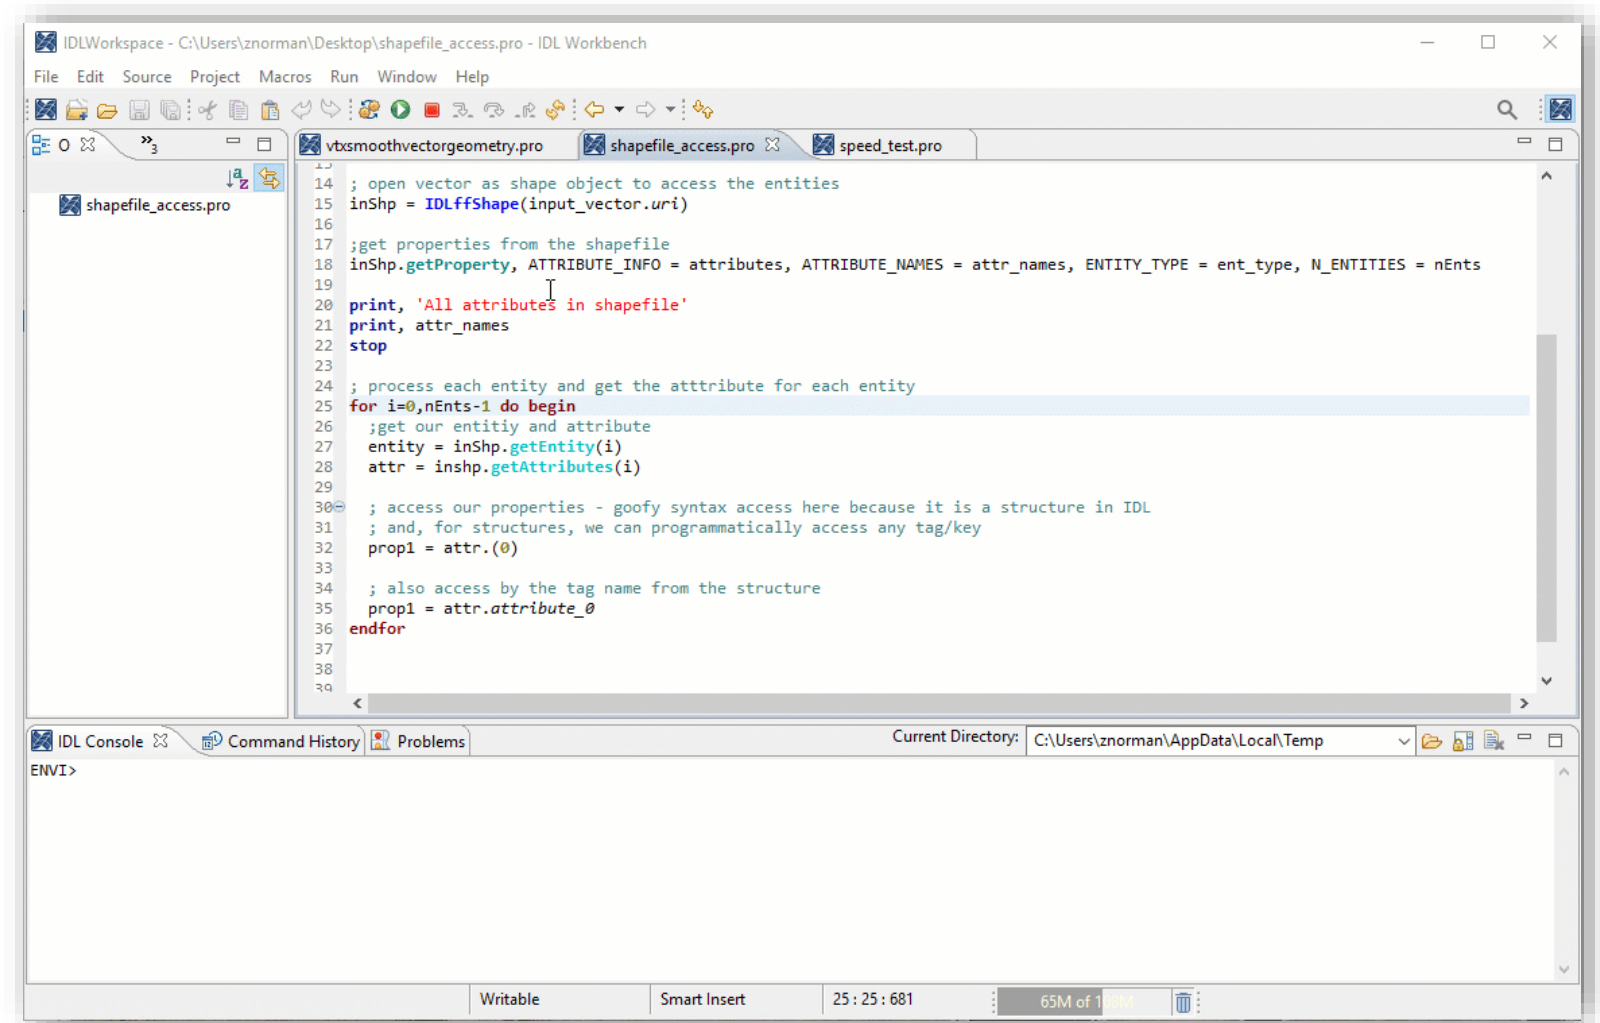 IDLWorkspace - C:\Users\znorman\Desktop\shapefile_access.pro - IDL Workbench
File Edit Source Project Macros Run Window Help
O »3 vtxsmoothvectorgeometry.pro shapefile_access.pro speed_test.pro
shapefile_access.pro
14 ; open vector as shape object to access the entities
15 inShp = IDLffShape(input_vector.uri)
16
17 ;get properties from the shapefile
18 inShp.getProperty, ATTRIBUTE_INFO = attributes, ATTRIBUTE_NAMES = attr_names, ENTITY_TYPE = ent_type, N_ENTITIES = nEnts
19
20 print, 'All attributes in shapefile'
21 print, attr_names
22 stop
23
24 ; process each entity and get the atttribute for each entity
25 for i=0,nEnts-1 do begin
26 ;get our entitiy and attribute
27 entity = inShp.getEntity(i)
28 attr = inshp.getAttributes(i)
29
30 ; access our properties - goofy syntax access here because it is a structure in IDL
31 ; and, for structures, we can programmatically access any tag/key
32 prop1 = attr.(0)
33
34 ; also access by the tag name from the structure
35 prop1 = attr.attribute_0
36 endfor
37
38
39
IDL Console Command History Problems Current Directory: C:\Users\znorman\AppData\Local\Temp
ENVI>
Writable Smart Insert 25 : 25 : 681 65M of